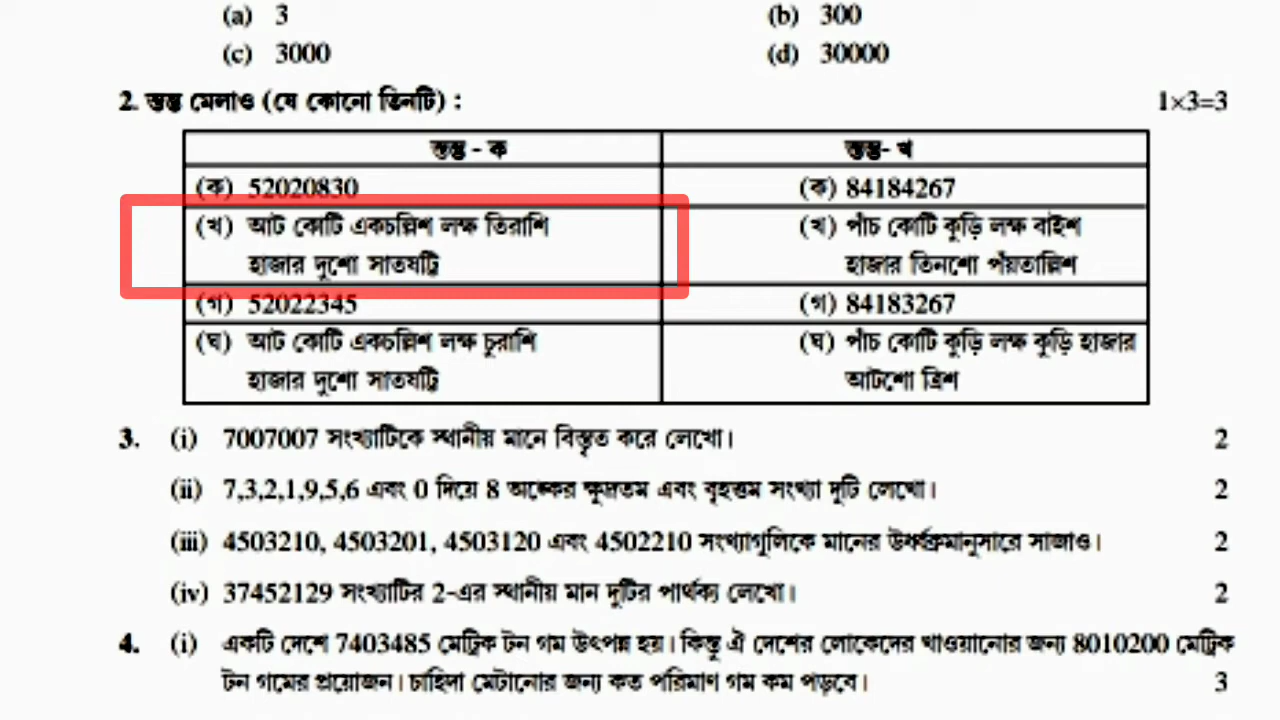 (a) 3 (b) 300
(c) 3000 (d) 30000
2. স্তম্ভ মেলাও (যে কোনো তিনটি) : 1×3=3
স্তম্ভ - ক স্তম্ভ- খ
(ক) 52020830 (ক) 84184267
(খ) আট কোটি একচল্লিশ লক্ষ তিরাশি (খ) পাঁচ কোটি কুড়ি লক্ষ বাইশ
হাজার দুশো সাতষট্টি হাজার তিনশো পঁয়তাল্লিশ
(গ) 52022345 (গ) 84183267
(ঘ) আট কোটি একচল্লিশ লক্ষ চুরাশি (ঘ) পাঁচ কোটি কুড়ি লক্ষ কুড়ি হাজার
হাজার দুশো সাতষট্টি আটশো ত্রিশ
3. (i) 7007007 সংখ্যাটিকে স্থানীয় মানে বিস্তৃত করে লেখো। 2
(ii) 7,3,2,1,9,5,6 এবং 0 দিয়ে 8 অঙ্কের ক্ষুদ্রতম এবং বৃহত্তম সংখ্যা দুটি লেখো। 2
(iii) 4503210, 4503201, 4503120 এবং 4502210 সংখ্যাগুলিকে মানের উর্ধ্বক্রমানুসারে সাজাও। 2
(iv) 37452129 সংখ্যাটির 2-এর স্থানীয় মান দুটির পার্থক্য লেখো। 2
4. (i) একটি দেশে 7403485 মেট্রিক টন গম উৎপন্ন হয়। কিন্তু ঐ দেশের লোকেদের খাওয়ানোর জন্য 8010200 মেট্রিক
টন গমের প্রয়োজন। চাহিদা মেটানোর জন্য কত পরিমাণ গম কম পড়বে। 3